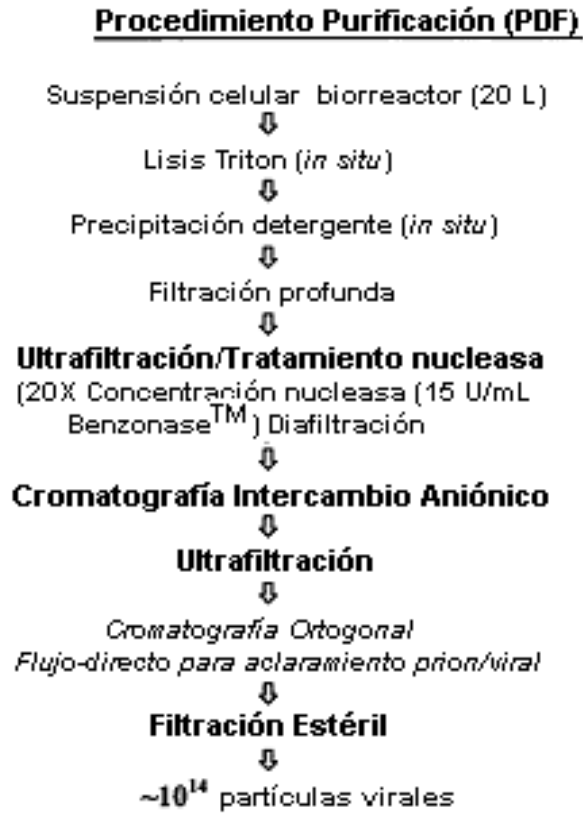 Procedimiento Purificación (PDF)
Suspensión celular biorreactor (20 L)
⇩
Lisis Triton (in situ)
⇩
Precipitación detergente (in situ)
⇩
Filtración profunda
⇩
Ultrafiltración/Tratamiento nucleasa
(20X Concentración nucleasa (15 U/mL
Benzonase™) Diafiltración
⇩
Cromatografía Intercambio Aniónico
⇩
Ultrafiltración
⇩
Cromatografía Ortogonal
Flujo-directo para aclaramiento prion/viral
⇩
Filtración Estéril
⇩
~10¹⁴ partículas virales